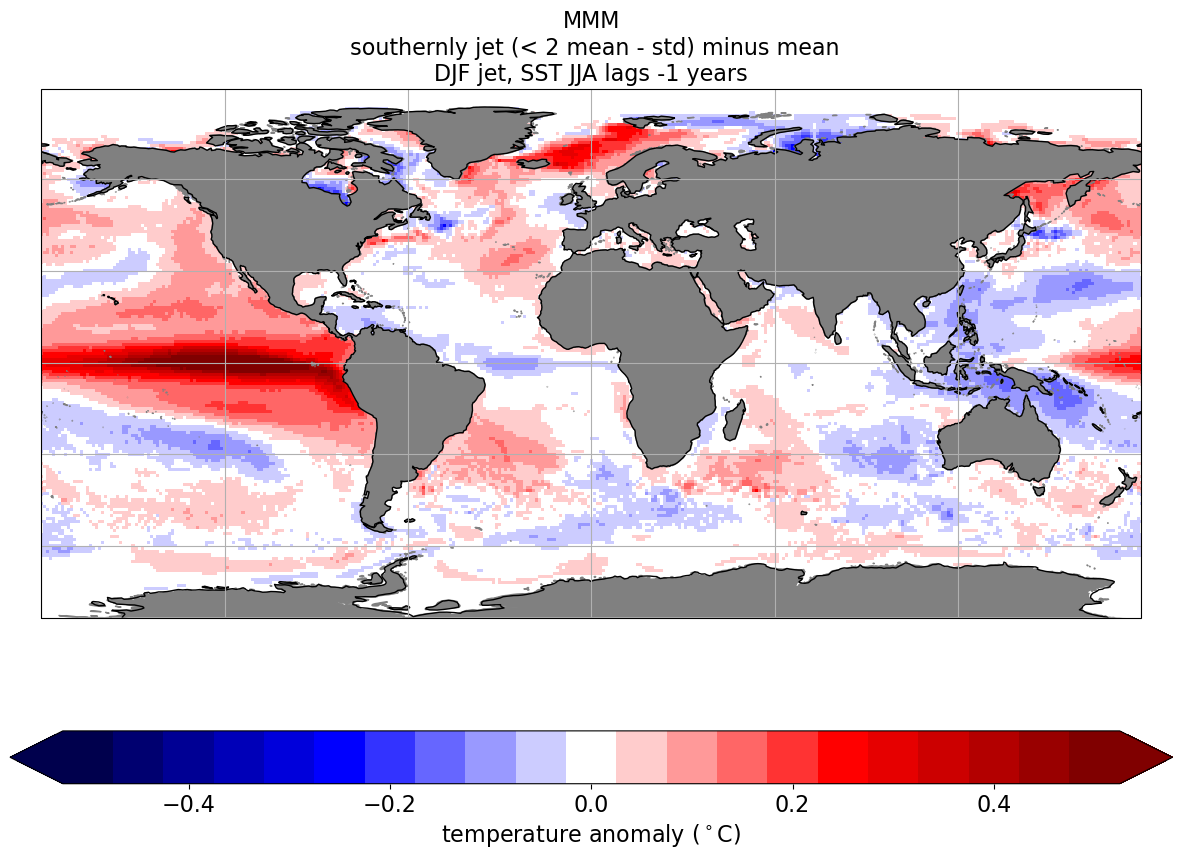 MMM
southernly jet (< 2 mean - std) minus mean
DJF jet, SST JJA lags -1 years
−0.4 −0.2 0.0 0.2 0.4
temperature anomaly (°C)